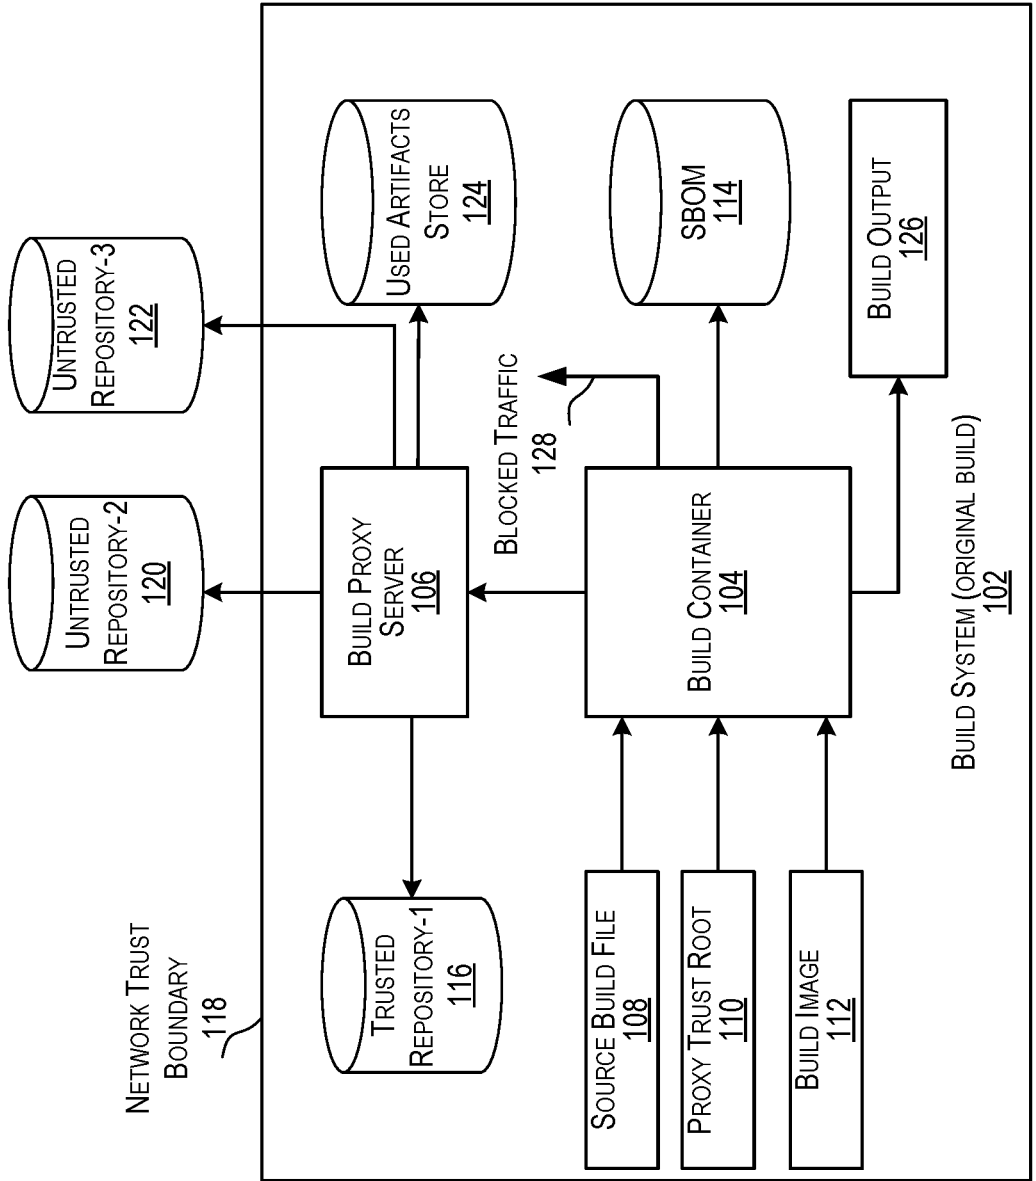 NETWORK TRUST
BOUNDARY
118
UNTRUSTED
REPOSITORY-2
120
UNTRUSTED
REPOSITORY-3
122
TRUSTED
REPOSITORY-1
116
BUILD PROXY
SERVER
106
USED ARTIFACTS
STORE
124
BLOCKED TRAFFIC
128
SOURCE BUILD FILE
108
PROXY TRUST ROOT
110
BUILD IMAGE
112
BUILD CONTAINER
104
SBOM
114
BUILD OUTPUT
126
BUILD SYSTEM (ORIGINAL BUILD)
102